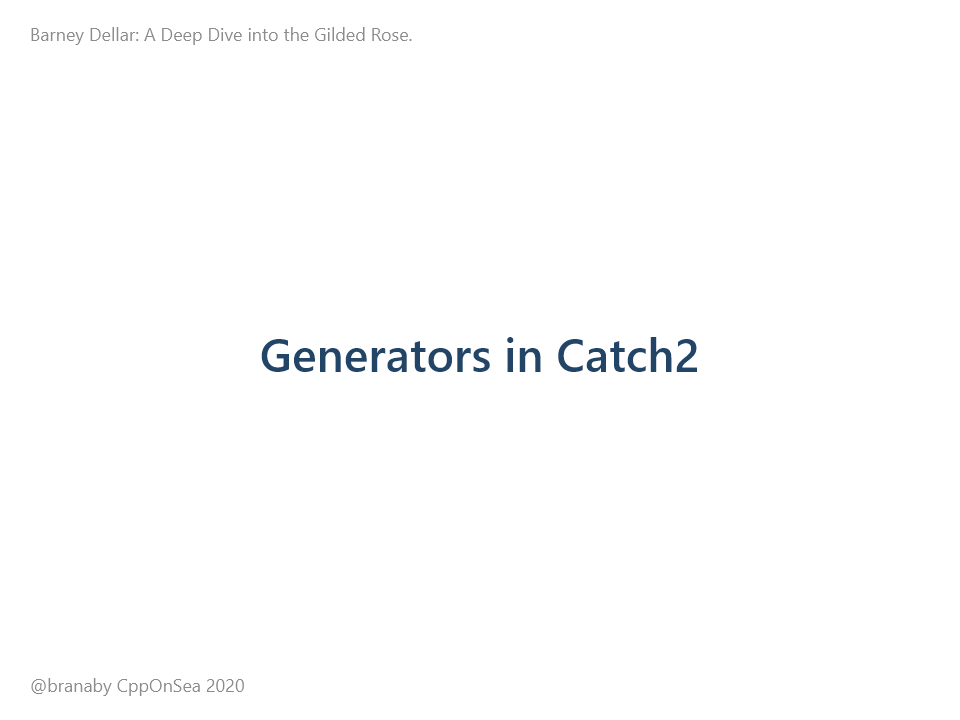 Barney Dellar: A Deep Dive into the Gilded Rose.
Generators in Catch2
@branaby CppOnSea 2020